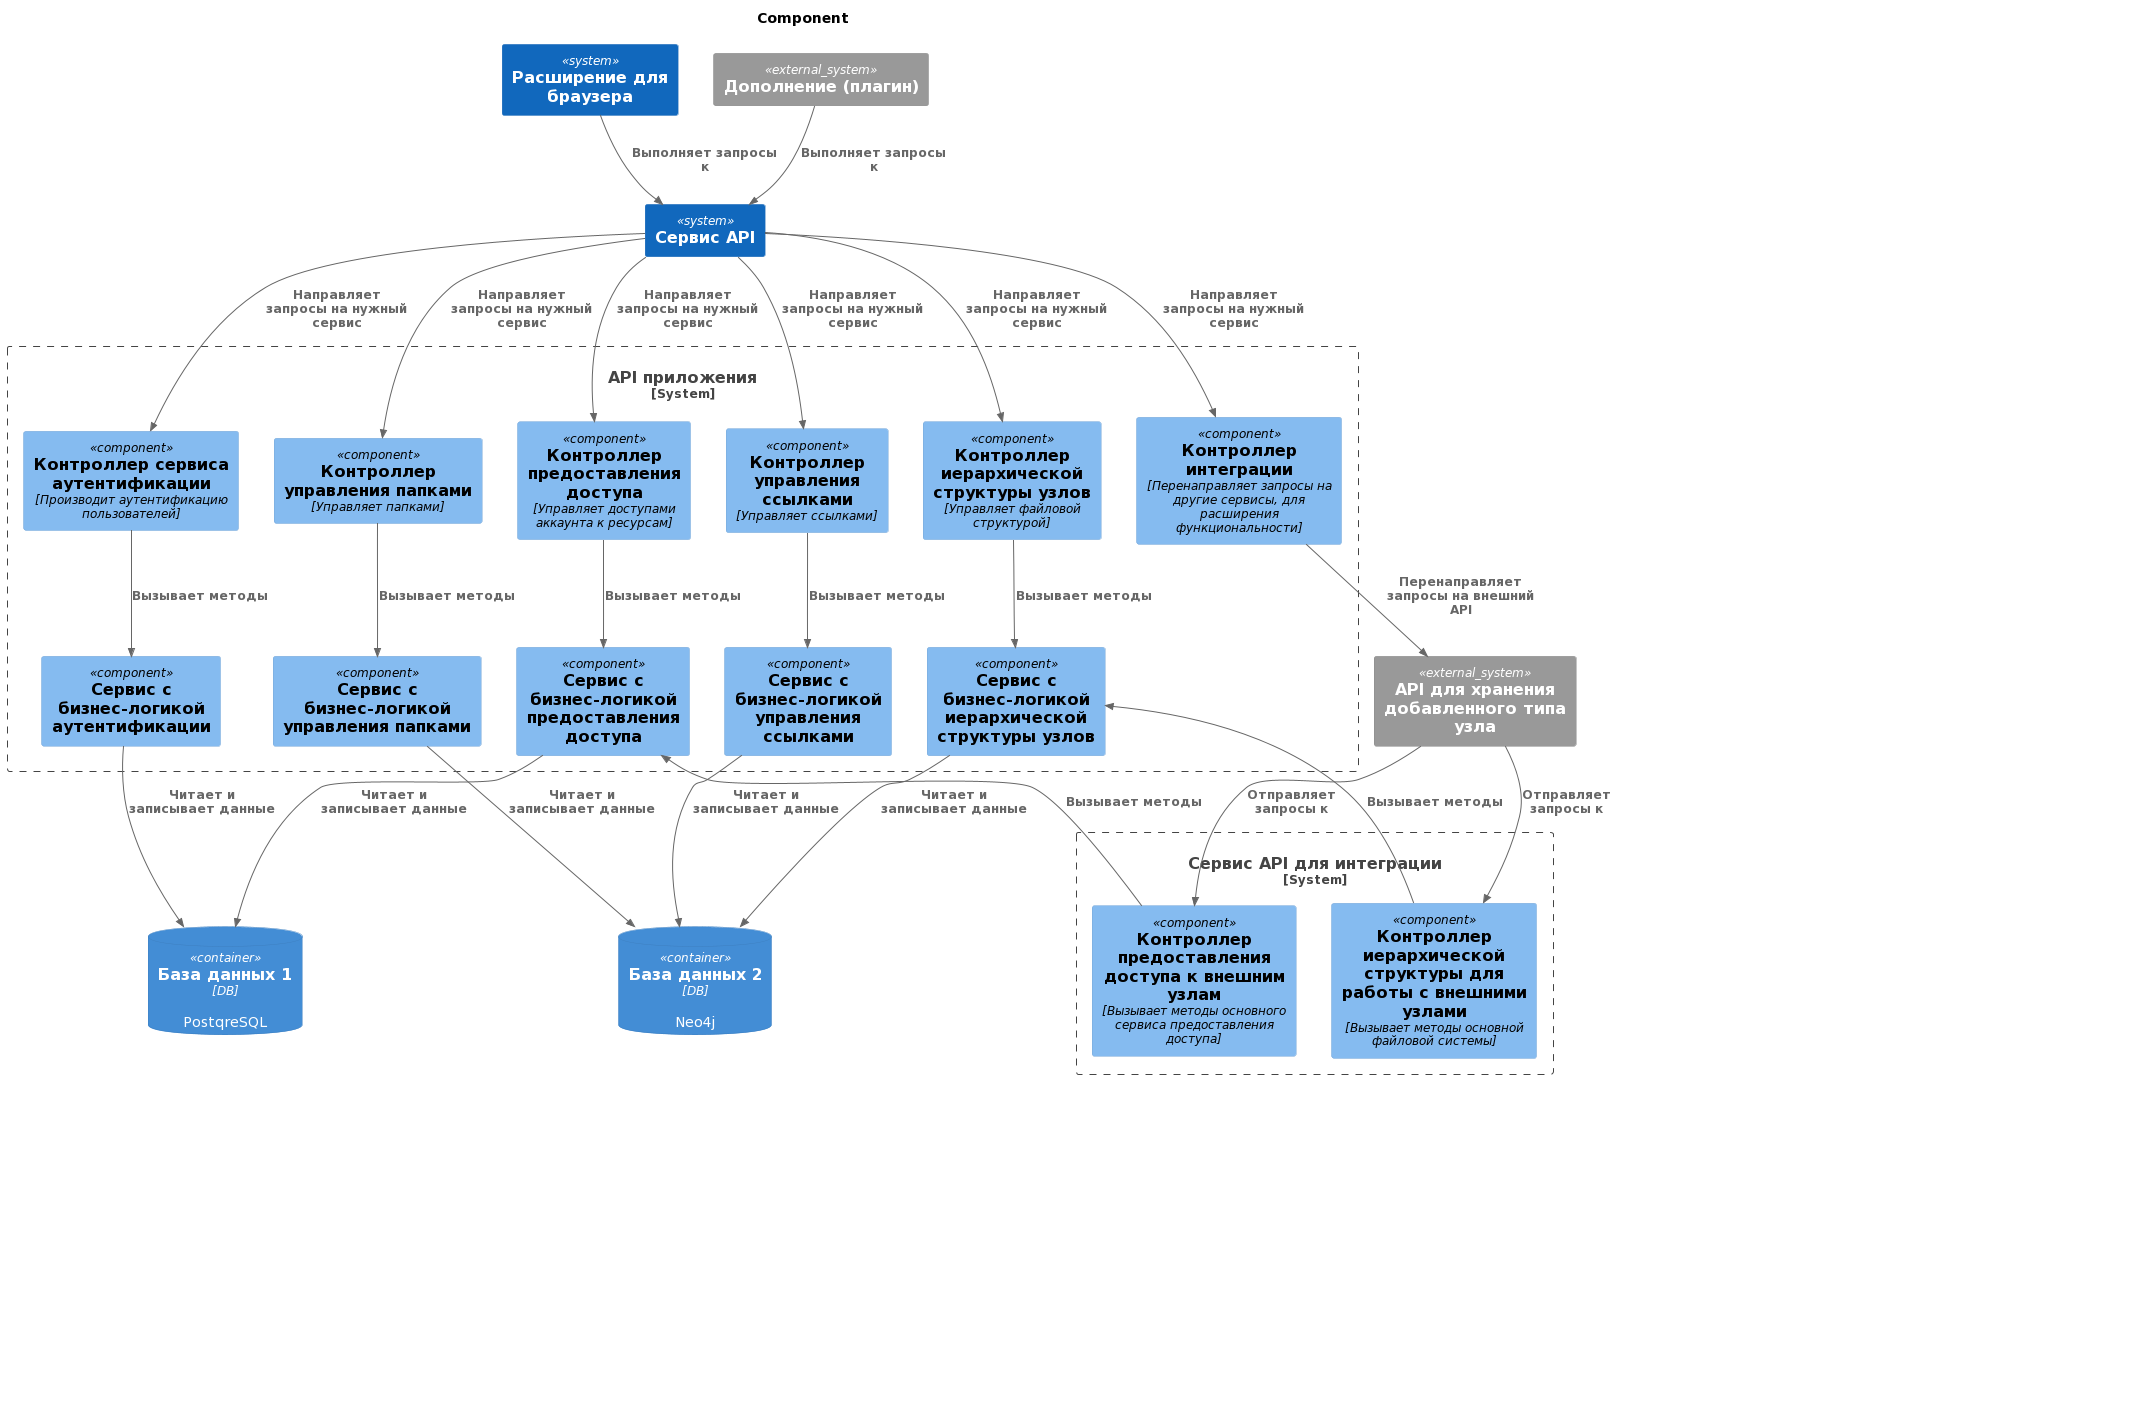 Component
«system»
Расширение для
браузера
«external_system»
Дополнение (плагин)
Выполняет запросы
к
Выполняет запросы
к
«system»
Сервис API
Направляет
запросы на нужный
сервис
Направляет
запросы на нужный
сервис
Направляет
запросы на нужный
сервис
Направляет
запросы на нужный
сервис
Направляет
запросы на нужный
сервис
Направляет
запросы на нужный
сервис
API приложения
[System]
«component»
Контроллер сервиса
аутентификации
[Производит аутентификацию
пользователей]
«component»
Контроллер
управления папками
[Управляет папками]
«component»
Контроллер
предоставления
доступа
[Управляет доступами
аккаунта к ресурсам]
«component»
Контроллер
управления
ссылками
[Управляет ссылками]
«component»
Контроллер
иерархической
структуры узлов
[Управляет файловой
структурой]
«component»
Контроллер
интеграции
[Перенаправляет запросы на
другие сервисы, для
расширения
функциональности]
Вызывает методы
Вызывает методы
Вызывает методы
Вызывает методы
Вызывает методы
Перенаправляет
запросы на внешний
API
«component»
Сервис с
бизнес-логикой
аутентификации
«component»
Сервис с
бизнес-логикой
управления папками
«component»
Сервис с
бизнес-логикой
предоставления
доступа
«component»
Сервис с
бизнес-логикой
управления
ссылками
«component»
Сервис с
бизнес-логикой
иерархической
структуры узлов
«external_system»
API для хранения
добавленного типа
узла
Читает и
записывает данные
Читает и
записывает данные
Читает и
записывает данные
Читает и
записывает данные
Читает и
записывает данные
Вызывает методы
Отправляет
запросы к
Вызывает методы
Отправляет
запросы к
Сервис API для интеграции
[System]
«container»
База данных 1
[DB]
PostgreSQL
«container»
База данных 2
[DB]
Neo4j
«component»
Контроллер
предоставления
доступа к внешним
узлам
[Вызывает методы основного
сервиса предоставления
доступа]
«component»
Контроллер
иерархической
структуры для
работы с внешними
узлами
[Вызывает методы основной
файловой системы]